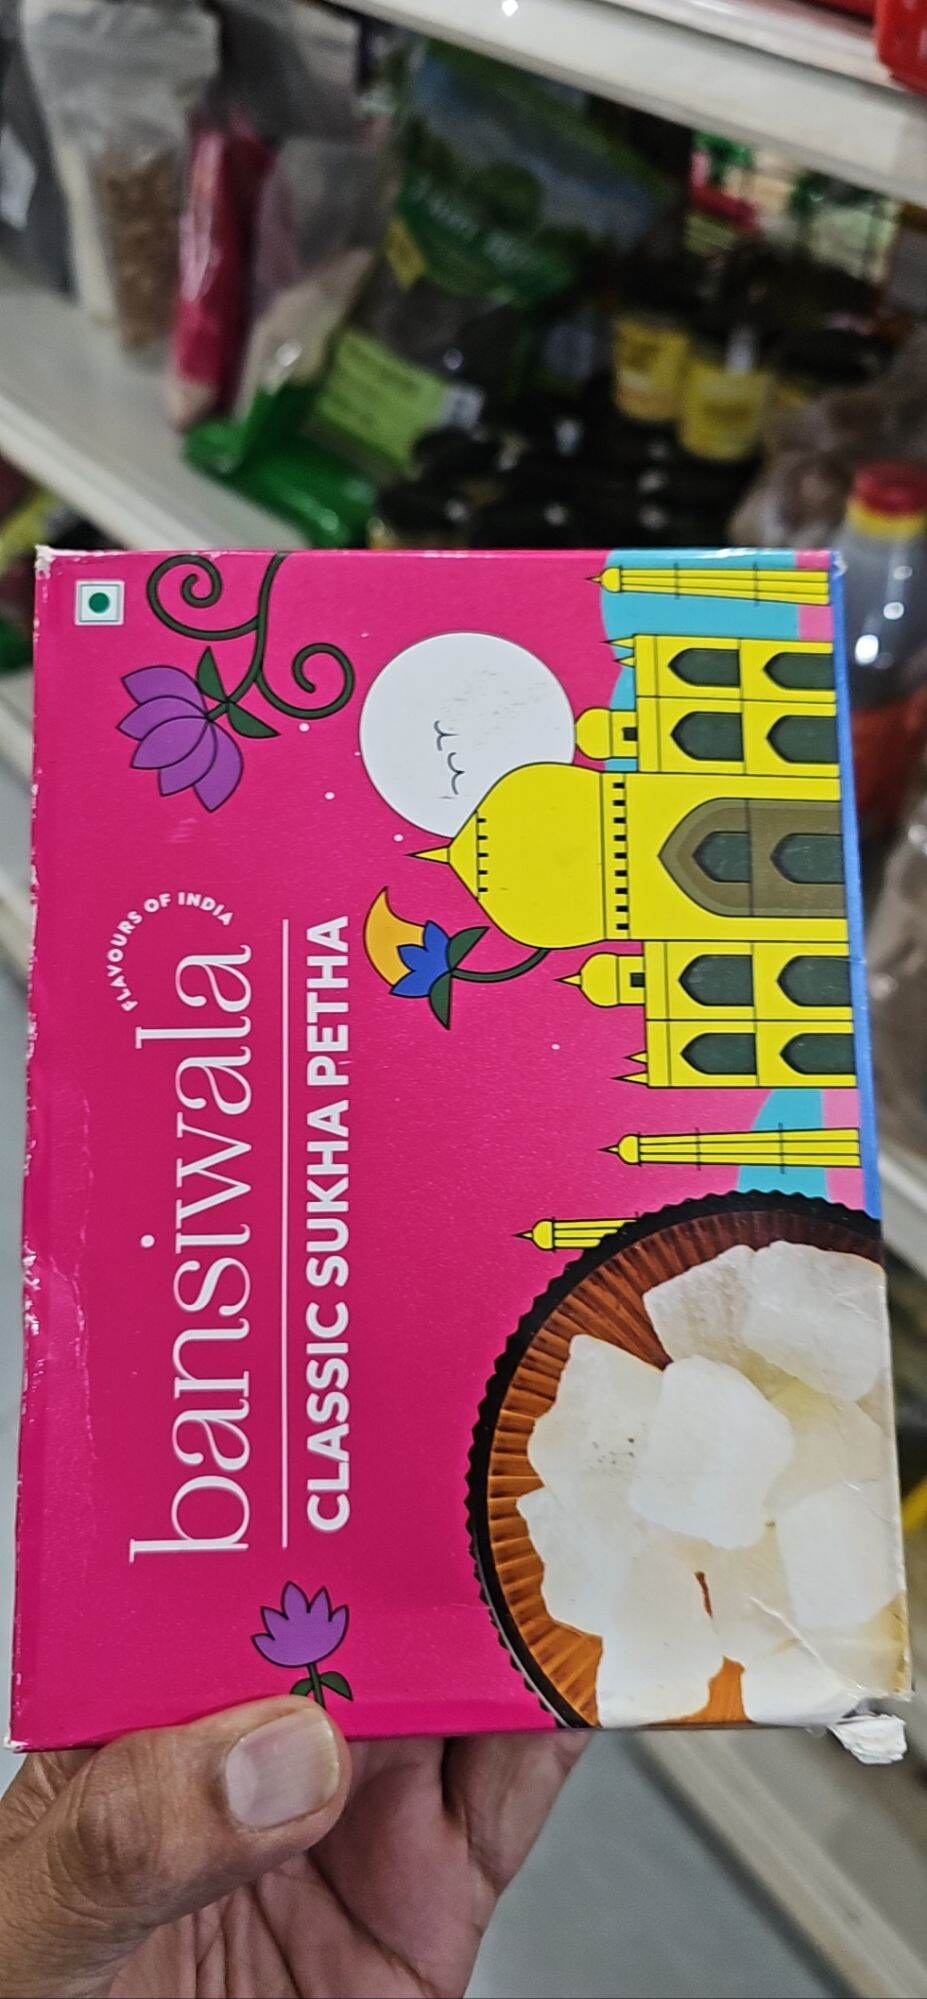 FLAVOURS OF INDIA
bansiwala
CLASSIC SUKHA PETHA